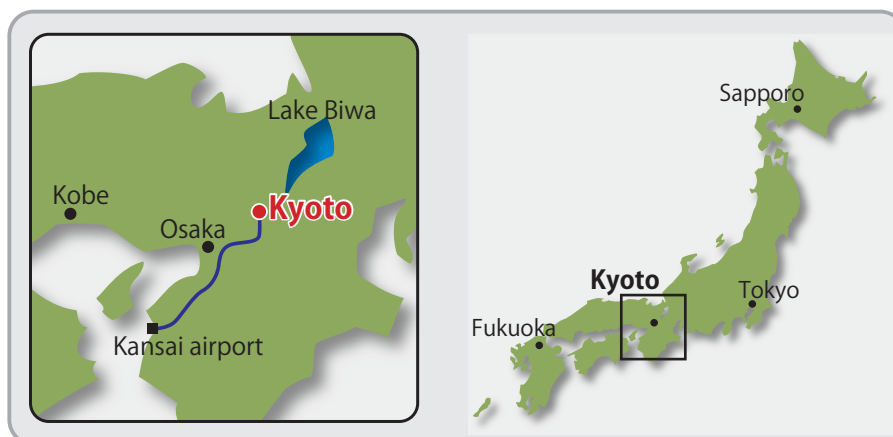 Lake Biwa
Kobe
Kyoto
Osaka
Kansai airport
Sapporo
Kyoto
Tokyo
Fukuoka